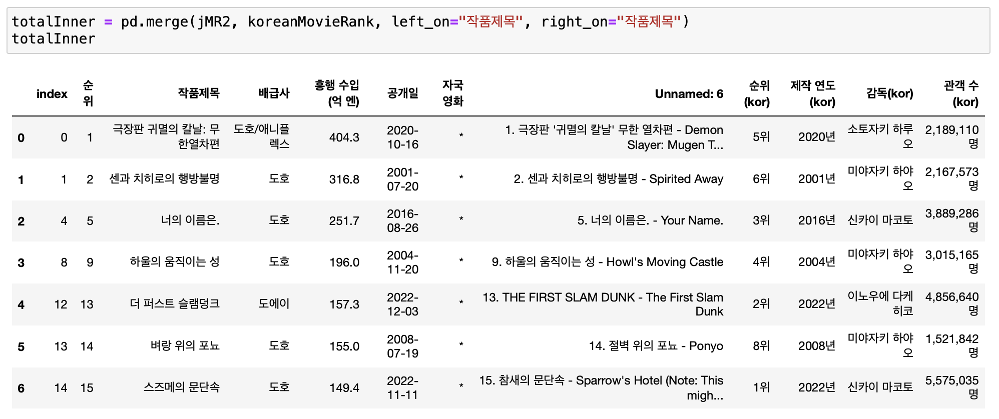 totalInner = pd.merge(jMR2, koreanMovieRank, left_on="작품제목", right_on="작품제목")
totalInner
index 순위 작품제목 배급사 흥행 수입 (억 엔) 공개일 자국 영화 Unnamed: 6 순위 (kor) 제작 연도 (kor) 감독(kor) 관객 수 (kor)
0 0 1 극장판 귀멸의 칼날: 무한열차편 도호/애니플렉스 404.3 2020-10-16 * 1. 극장판 '귀멸의 칼날' 무한 열차편 - Demon Slayer: Mugen T... 5위 2020년 소토자키 하루오 2,189,110명
1 1 2 센과 치히로의 행방불명 도호 316.8 2001-07-20 * 2. 센과 치히로의 행방불명 - Spirited Away 6위 2001년 미야자키 하야오 2,167,573명
2 4 5 너의 이름은. 도호 251.7 2016-08-26 * 5. 너의 이름은. - Your Name. 3위 2016년 신카이 마코토 3,889,286명
3 8 9 하울의 움직이는 성 도호 196.0 2004-11-20 * 9. 하울의 움직이는 성 - Howl's Moving Castle 4위 2004년 미야자키 하야오 3,015,165명
4 12 13 더 퍼스트 슬램덩크 도에이 157.3 2022-12-03 * 13. THE FIRST SLAM DUNK - The First Slam Dunk 2위 2022년 이노우에 다케히코 4,856,640명
5 13 14 벼랑 위의 포뇨 도호 155.0 2008-07-19 * 14. 절벽 위의 포뇨 - Ponyo 8위 2008년 미야자키 하야오 1,521,842명
6 14 15 스즈메의 문단속 도호 149.4 2022-11-11 * 15. 참새의 문단속 - Sparrow's Hotel (Note: This migh... 1위 2022년 신카이 마코토 5,575,035명